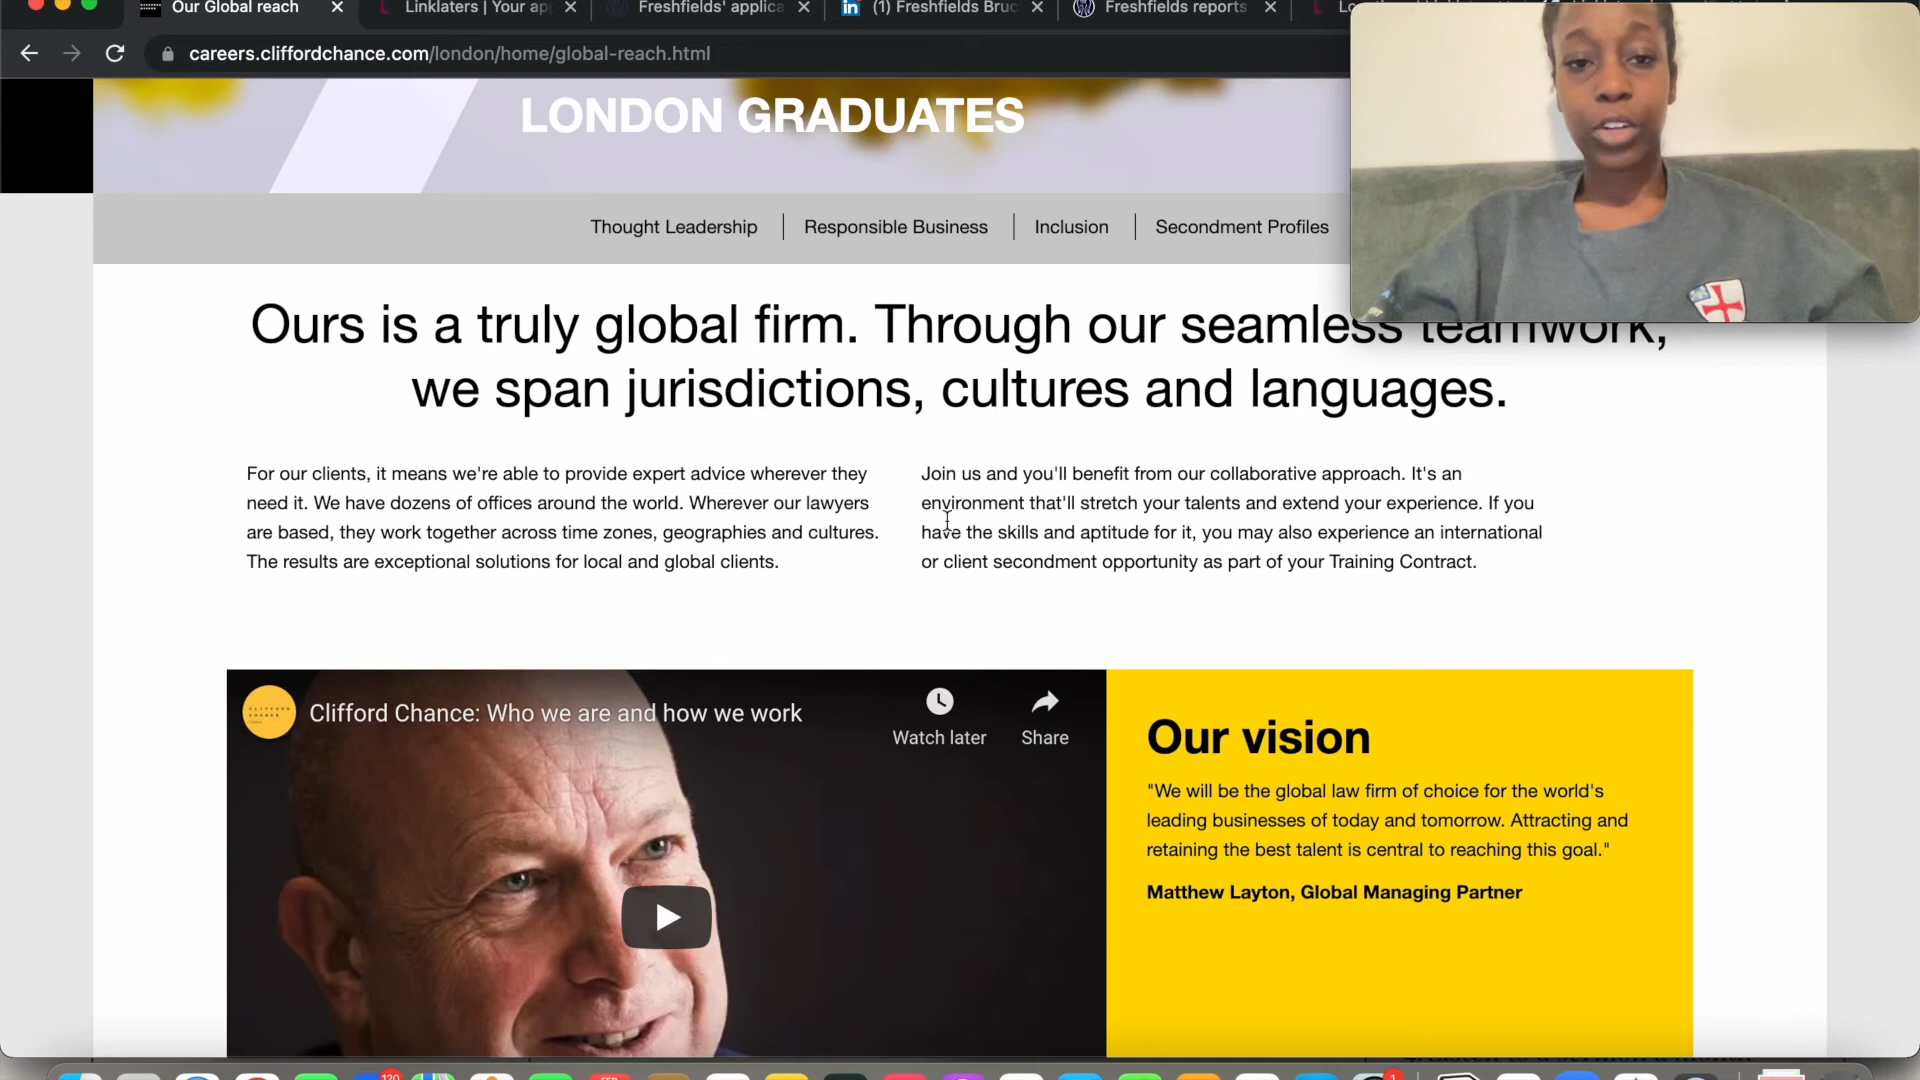 Our Global reach
Linklaters | Your ap
Freshfields' applica
(1) Freshfields Bruc
Freshfields reports
careers.cliffordchance.com/london/home/global-reach.html
LONDON GRADUATES
Thought Leadership
Responsible Business
Inclusion
Secondment Profiles
Ours is a truly global firm. Through our seamless teamwork,
we span jurisdictions, cultures and languages.
For our clients, it means we're able to provide expert advice wherever they
need it. We have dozens of offices around the world. Wherever our lawyers
are based, they work together across time zones, geographies and cultures.
The results are exceptional solutions for local and global clients.
Join us and you'll benefit from our collaborative approach. It's an
environment that'll stretch your talents and extend your experience. If you
have the skills and aptitude for it, you may also experience an international
or client secondment opportunity as part of your Training Contract.
Clifford Chance: Who we are and how we work
Watch later
Share
Our vision
"We will be the global law firm of choice for the world's
leading businesses of today and tomorrow. Attracting and
retaining the best talent is central to reaching this goal."
Matthew Layton, Global Managing Partner
120
FEB
1